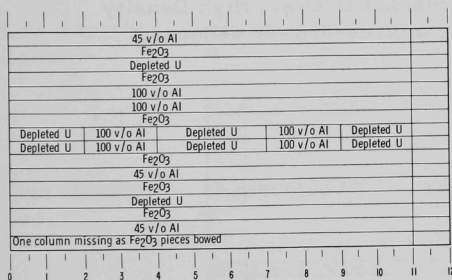 45 v/o Al
Fe2O3
Depleted U
Fe2O3
100 v/o Al
100 v/o Al
Fe2O3
Depleted U 100 v/o Al Depleted U 100 v/o Al Depleted U
Depleted U 100 v/o Al Depleted U 100 v/o Al Depleted U
Fe2O3
45 v/o Al
Fe2O3
Depleted U
Fe2O3
45 v/o Al
One column missing as Fe2O3 pieces bowed
0 1 2 3 4 5 6 7 8 9 10 11 12